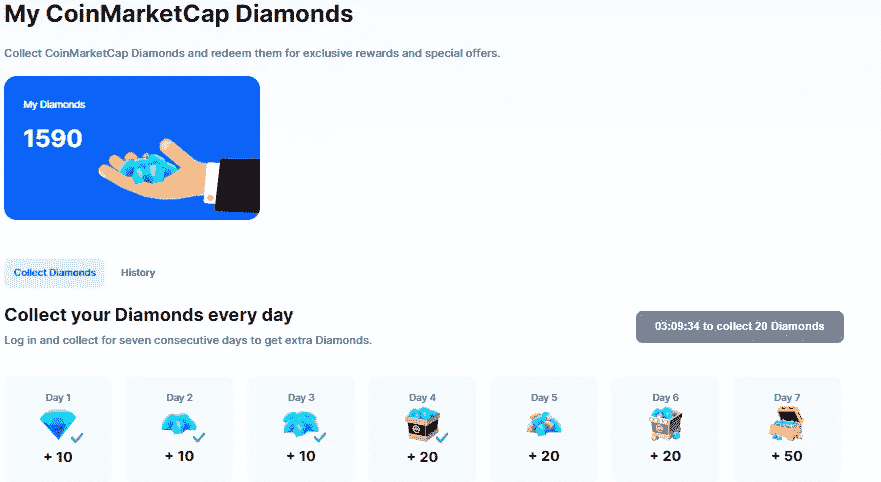 My CoinMarketCap Diamonds
Collect CoinMarketCap Diamonds and redeem them for exclusive rewards and special offers.
My Diamonds
1590
Collect Diamonds History
Collect your Diamonds every day
03:09:34 to collect 20 Diamonds
Log in and collect for seven consecutive days to get extra Diamonds.
Day 1 Day 2 Day 3 Day 4 Day 5 Day 6 Day 7
+ 10 + 10 + 10 + 20 + 20 + 20 + 50